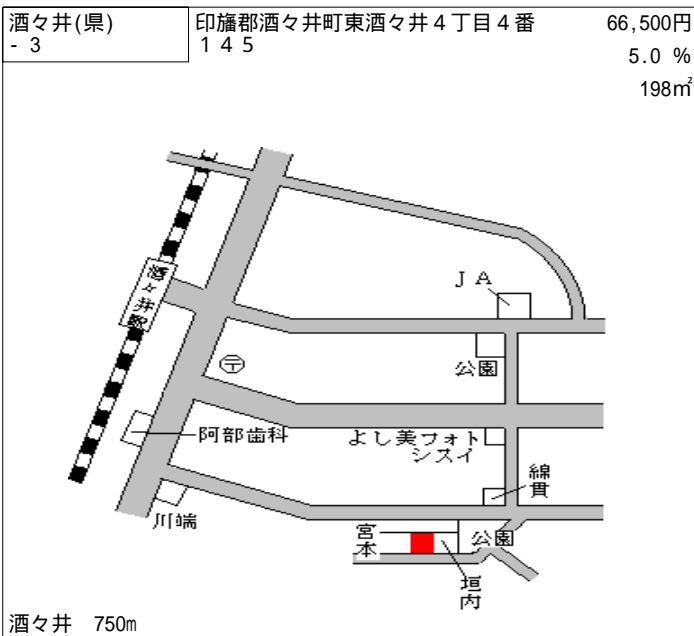 酒々井(県)
- 3
印旛郡酒々井町東酒々井４丁目４番
１４５
66,500円
5.0 %
198㎡
酒々井駅
ＪＡ
公園
〒
阿部歯科
よし美フォト
シスイ
綿貫
川端
宮本
公園
垣内
酒々井　750m